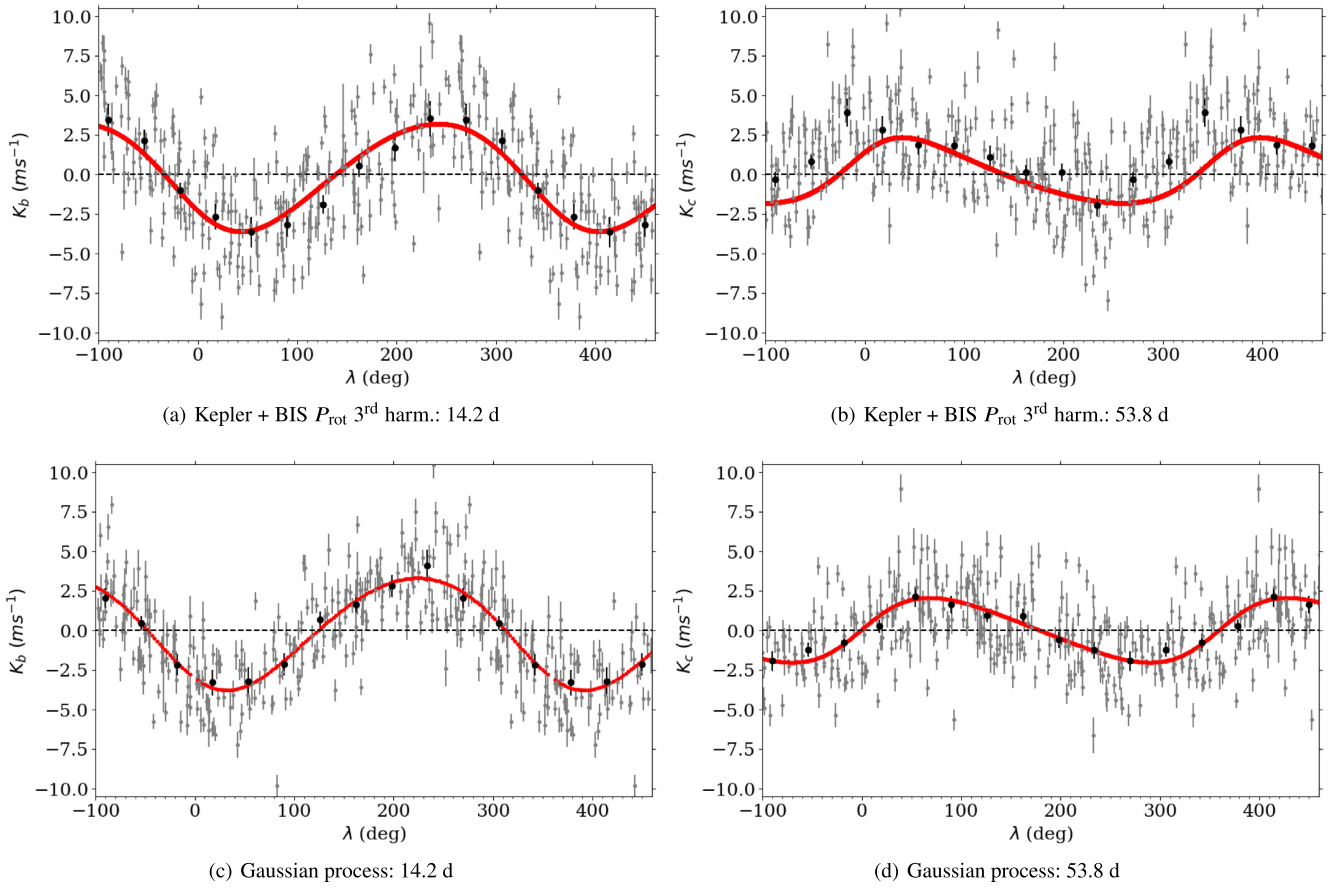 10.0
7.5
5.0
2.5
0.0
−2.5
−5.0
−7.5
−10.0
K_b (ms⁻¹)
−100 0 100 200 300 400
λ (deg)
(a) Kepler + BIS P_rot 3rd harm.: 14.2 d
10.0
7.5
5.0
2.5
0.0
−2.5
−5.0
−7.5
−10.0
K_c (ms⁻¹)
−100 0 100 200 300 400
λ (deg)
(b) Kepler + BIS P_rot 3rd harm.: 53.8 d
10.0
7.5
5.0
2.5
0.0
−2.5
−5.0
−7.5
−10.0
K_b (ms⁻¹)
−100 0 100 200 300 400
λ (deg)
(c) Gaussian process: 14.2 d
10.0
7.5
5.0
2.5
0.0
−2.5
−5.0
−7.5
−10.0
K_c (ms⁻¹)
−100 0 100 200 300 400
λ (deg)
(d) Gaussian process: 53.8 d